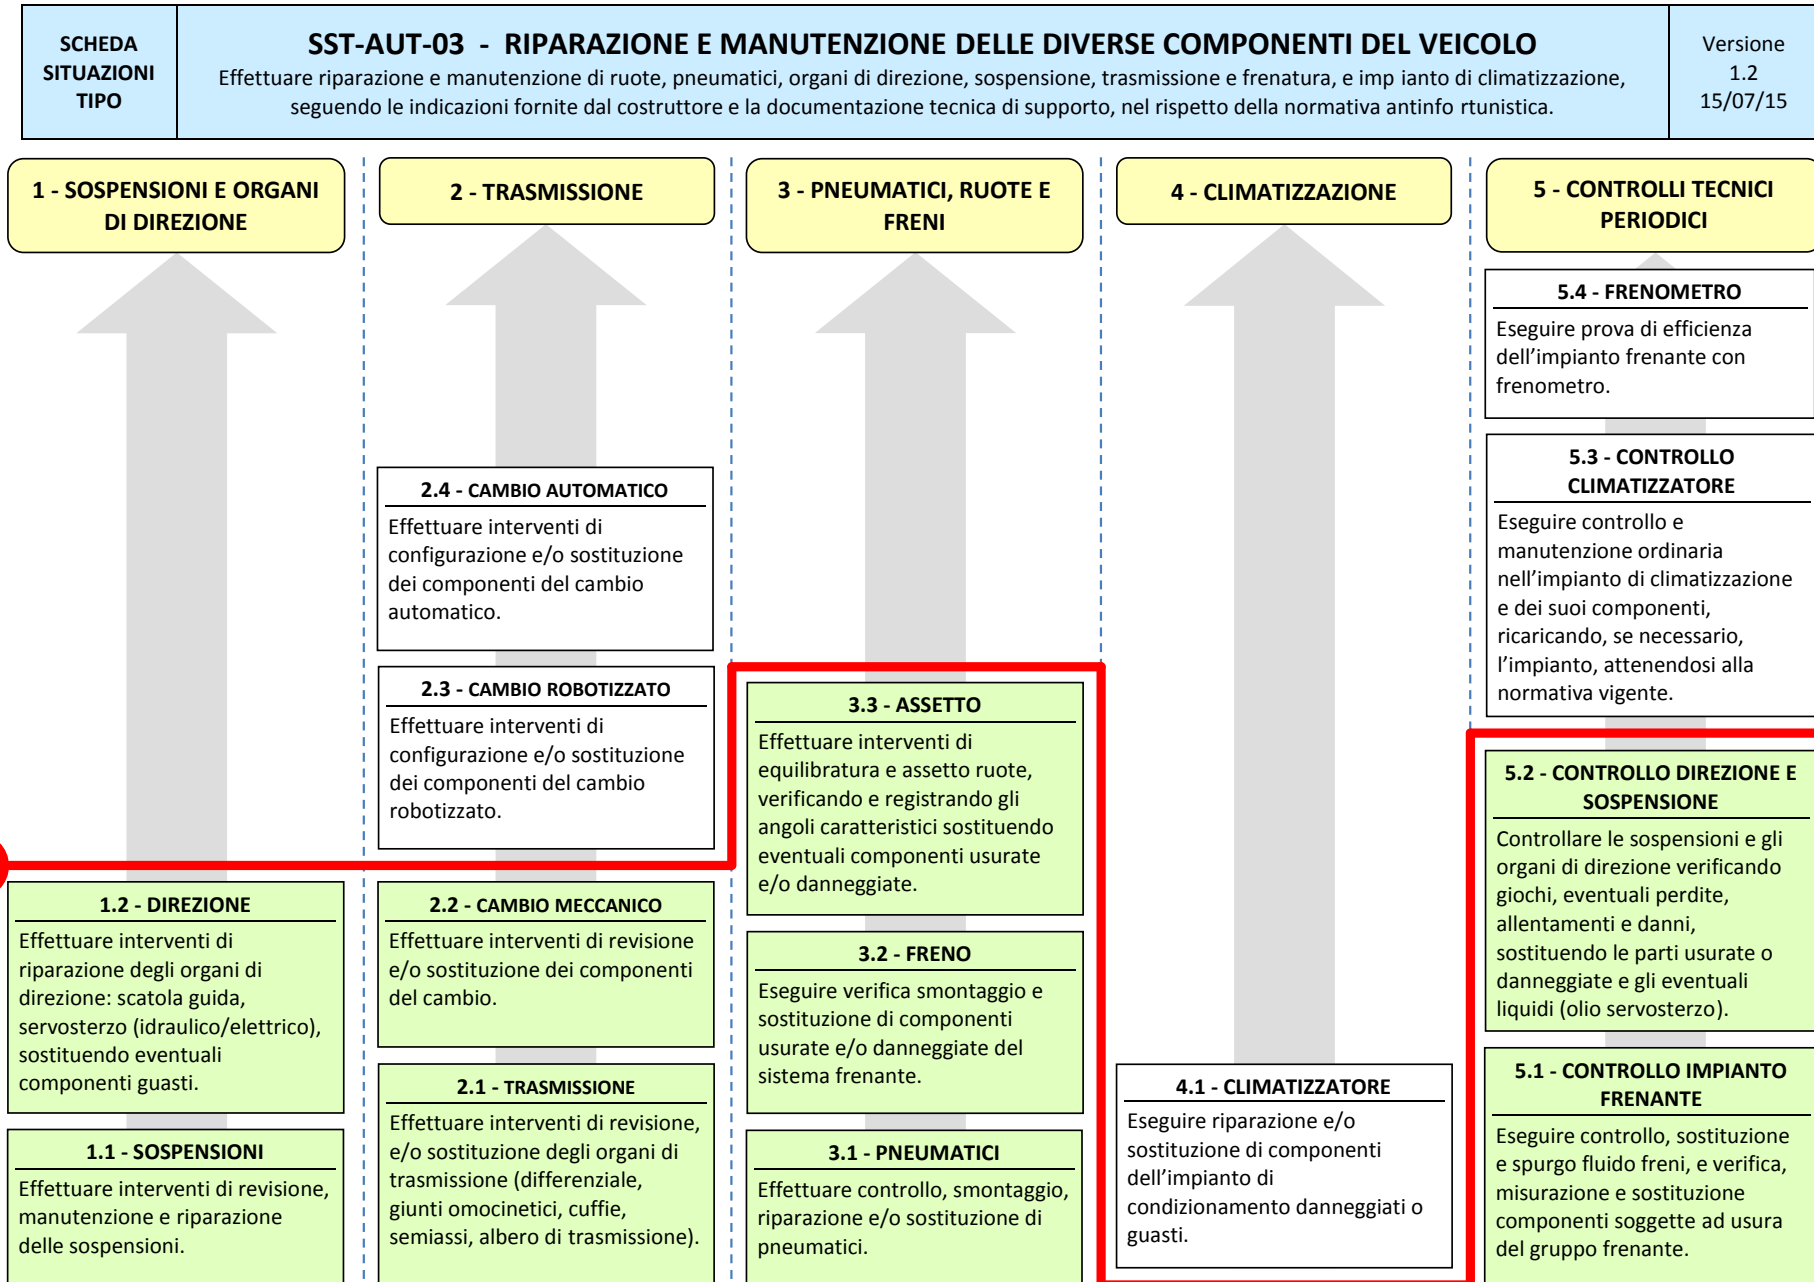 SCHEDA
SITUAZIONI
TIPO
SST-AUT-03 - RIPARAZIONE E MANUTENZIONE DELLE DIVERSE COMPONENTI DEL VEICOLO
Effettuare riparazione e manutenzione di ruote, pneumatici, organi di direzione, sospensione, trasmissione e frenatura, e imp ianto di climatizzazione,
seguendo le indicazioni fornite dal costruttore e la documentazione tecnica di supporto, nel rispetto della normativa antinfo rtunistica.
Versione
1.2
15/07/15
1 - SOSPENSIONI E ORGANI
DI DIREZIONE
1.2 - DIREZIONE
Effettuare interventi di
riparazione degli organi di
direzione: scatola guida,
servosterzo (idraulico/elettrico),
sostituendo eventuali
componenti guasti.
1.1 - SOSPENSIONI
Effettuare interventi di revisione,
manutenzione e riparazione
delle sospensioni.
2 - TRASMISSIONE
2.4 - CAMBIO AUTOMATICO
Effettuare interventi di
configurazione e/o sostituzione
dei componenti del cambio
automatico.
2.3 - CAMBIO ROBOTIZZATO
Effettuare interventi di
configurazione e/o sostituzione
dei componenti del cambio
robotizzato.
2.2 - CAMBIO MECCANICO
Effettuare interventi di revisione
e/o sostituzione dei componenti
del cambio.
2.1 - TRASMISSIONE
Effettuare interventi di revisione,
e/o sostituzione degli organi di
trasmissione (differenziale,
giunti omocinetici, cuffie,
semiassi, albero di trasmissione).
3 - PNEUMATICI, RUOTE E
FRENI
3.3 - ASSETTO
Effettuare interventi di
equilibratura e assetto ruote,
verificando e registrando gli
angoli caratteristici sostituendo
eventuali componenti usurate
e/o danneggiate.
3.2 - FRENO
Eseguire verifica smontaggio e
sostituzione di componenti
usurate e/o danneggiate del
sistema frenante.
3.1 - PNEUMATICI
Effettuare controllo, smontaggio,
riparazione e/o sostituzione di
pneumatici.
4 - CLIMATIZZAZIONE
4.1 - CLIMATIZZATORE
Eseguire riparazione e/o
sostituzione di componenti
dell'impianto di
condizionamento danneggiati o
guasti.
5 - CONTROLLI TECNICI
PERIODICI
5.4 - FRENOMETRO
Eseguire prova di efficienza
dell'impianto frenante con
frenometro.
5.3 - CONTROLLO
CLIMATIZZATORE
Eseguire controllo e
manutenzione ordinaria
nell'impianto di climatizzazione
e dei suoi componenti,
ricaricando, se necessario,
l'impianto, attenendosi alla
normativa vigente.
5.2 - CONTROLLO DIREZIONE E
SOSPENSIONE
Controllare le sospensioni e gli
organi di direzione verificando
giochi, eventuali perdite,
allentamenti e danni,
sostituendo le parti usurate o
danneggiate e gli eventuali
liquidi (olio servosterzo).
5.1 - CONTROLLO IMPIANTO
FRENANTE
Eseguire controllo, sostituzione
e spurgo fluido freni, e verifica,
misurazione e sostituzione
componenti soggette ad usura
del gruppo frenante.